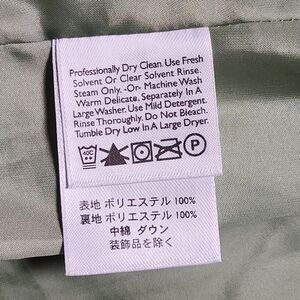 Professionally Dry Clean. Use Fresh
Solvent Or Clear Solvent Rinse.
Steam Only.-Or- Machine Wash
Warm Delicate. Separately In A
Large Washer. Use Mild Detergent.
Rinse Thoroughly. Do Not Bleach.
Tumble Dry Low In A Large Dryer.
40C P
表地 ポリエステル 100%
裏地 ポリエステル 100%
中綿 ダウン
装飾品を除く